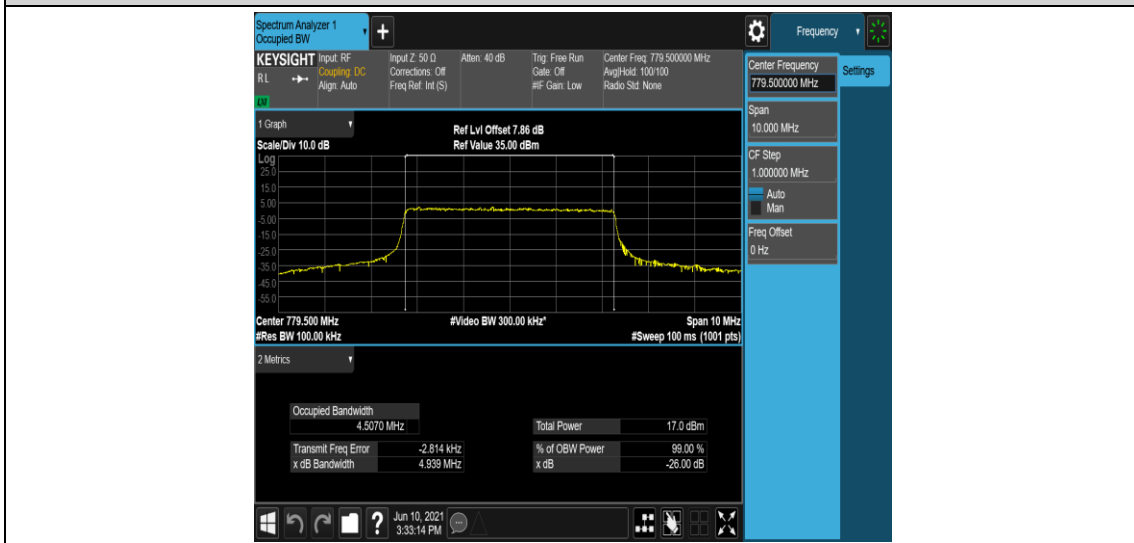 Spectrum Analyzer 1
Occupied BW
+
Frequency
KEYSIGHT
RL
LNI
Input: RF
Coupling: DC
Align: Auto
Input Z: 50 Ω
Corrections: Off
Freq Ref: Int (S)
Atten: 40 dB
Trig: Free Run
Gate: Off
#IF Gain: Low
Center Freq: 779.500000 MHz
Avg|Hold: 100/100
Radio Std: None
Center Frequency
779.500000 MHz
Settings
Span
10.000 MHz
CF Step
1.000000 MHz
Auto
Man
Freq Offset
0 Hz
1 Graph
Scale/Div 10.0 dB
Ref Lvl Offset 7.86 dB
Ref Value 35.00 dBm
Log
25.0
15.0
5.00
-5.00
-15.0
-25.0
-35.0
-45.0
-55.0
Center 779.500 MHz
#Res BW 100.00 kHz
#Video BW 300.00 kHz*
Span 10 MHz
#Sweep 100 ms (1001 pts)
2 Metrics
Occupied Bandwidth
4.5070 MHz
Total Power 17.0 dBm
Transmit Freq Error -2.814 kHz
% of OBW Power 99.00 %
x dB Bandwidth 4.939 MHz
x dB -26.00 dB
?
Jun 10, 2021
3:33:14 PM